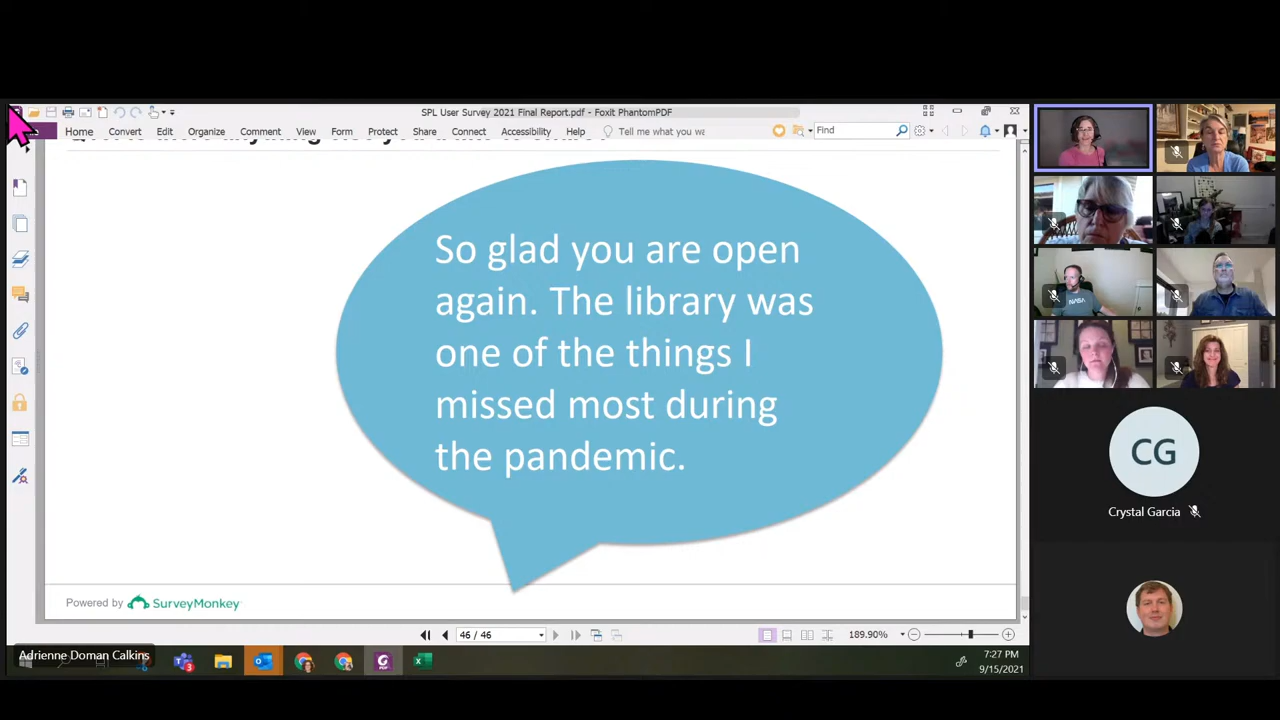 SPL User Survey 2021 Final Report.pdf - Foxit PhantomPDF
Home Convert Edit Organize Comment View Form Protect Share Connect Accessibility Help Tell me what you wa Find
So glad you are open
again. The library was
one of the things I
missed most during
the pandemic.
NASA
CG
Crystal Garcia
Powered by SurveyMonkey
46 / 46
189.90%
Adrienne Doman Calkins
3
7:27 PM
9/15/2021